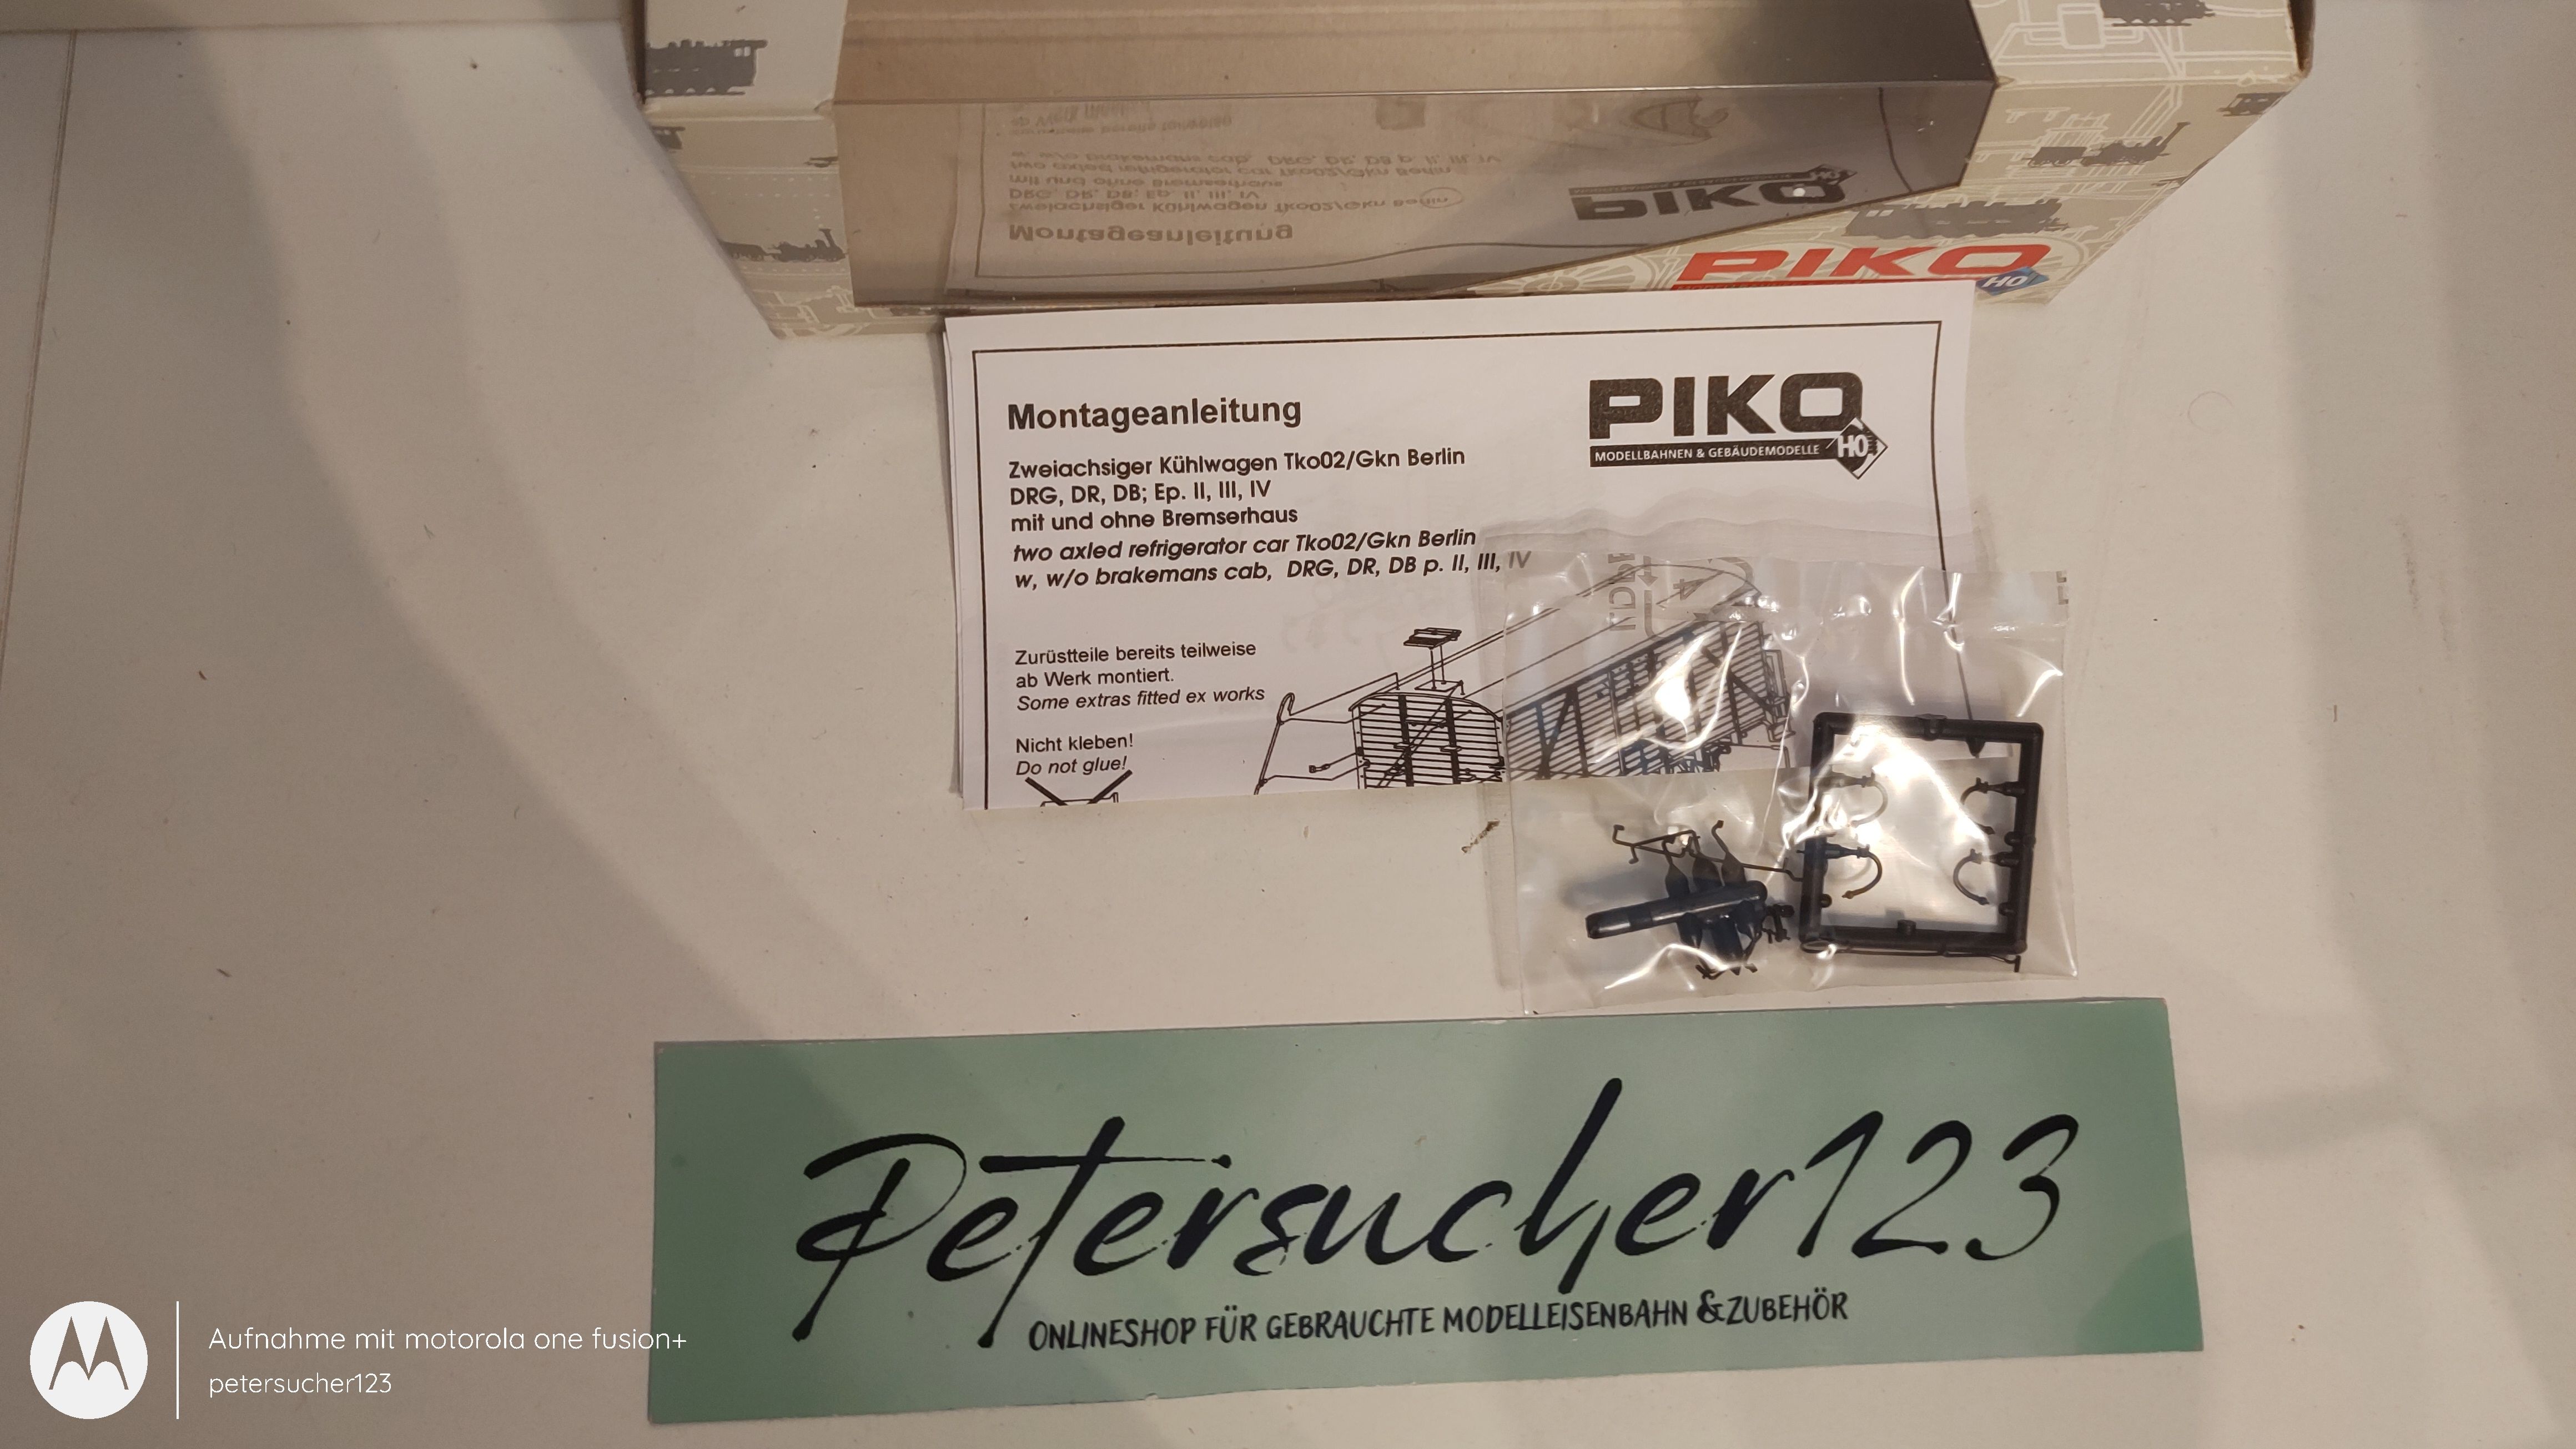 PIKO
HO
PIKO
MODELLBAHNEN & GEBÄUDEMODELLE
HO
Montageanleitung
Zweiachsiger Kühlwagen Tko02/Gkn Berlin
DRG, DR, DB; Ep. II, III, IV
mit und ohne Bremserhaus
two axled refrigerator car Tko02/Gkn Berlin
w, w/o brakemans cab, DRG, DR, DB p. II, III, IV
Zurüstteile bereits teilweise
ab Werk montiert.
Some extras fitted ex works
Nicht kleben!
Do not glue!
Petersucher123
ONLINESHOP FÜR GEBRAUCHTE MODELLEISENBAHN &ZUBEHÖR
Aufnahme mit motorola one fusion+
petersucher123